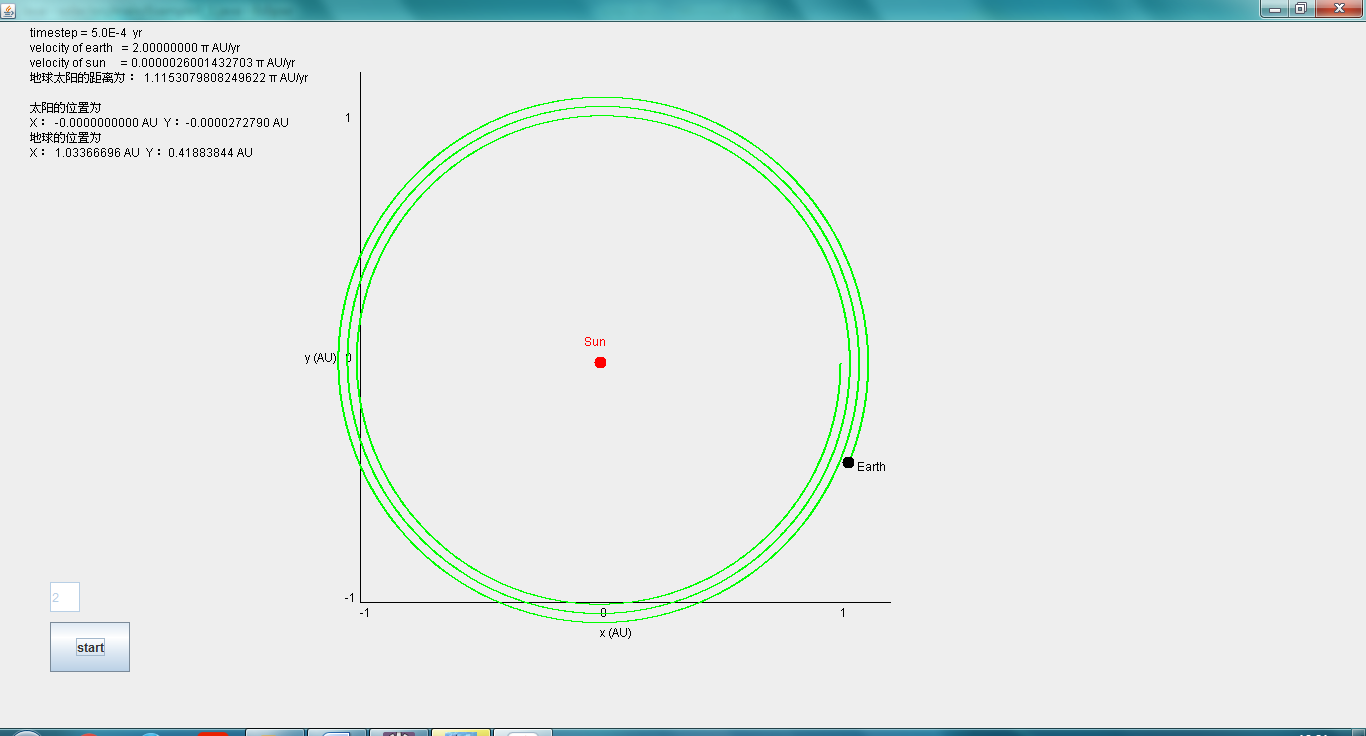 timestep = 5.0E-4 yr
velocity of earth = 2.00000000 π AU/yr
velocity of sun = 0.0000026001432703 π AU/yr
地球太阳的距离为： 1.1153079808249622 π AU/yr
太阳的位置为
X： -0.0000000000 AU Y：-0.0000272790 AU
地球的位置为
X： 1.03366696 AU Y：0.41883844 AU
1
Sun
y (AU) 0
Earth
-1
-1 0 1
x (AU)
2
start